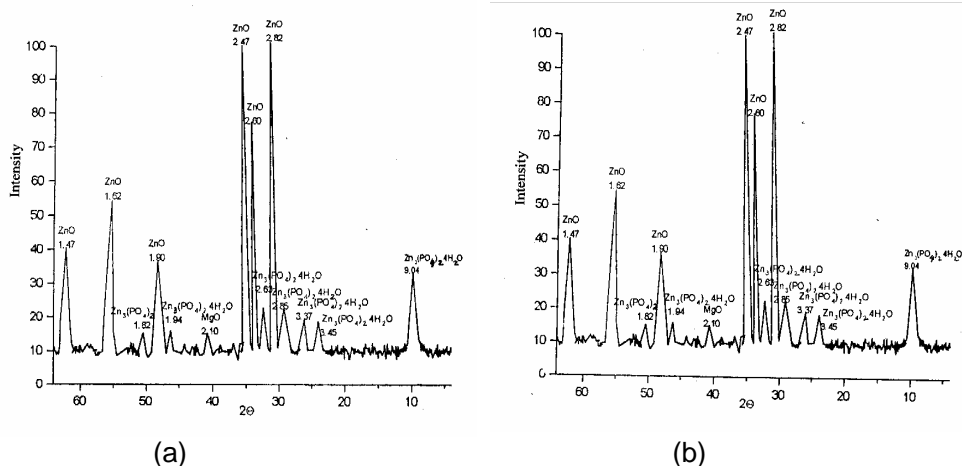 ZnO
2.47
ZnO
2.82
ZnO
2.60
ZnO
1.62
ZnO
1.47
ZnO
1.90
Zn3(PO4)2
1.82
Zn3(PO4)2 4H2O
1.94
MgO
2.10
Zn3(PO4)2 4H2O
2.63
Zn3(PO4)2 4H2O
2.85
Zn3(PO4)2 4H2O
3.37
Zn3(PO4)2 4H2O
3.45
Zn3(PO4)2 4H2O
9.04
Intensity
100
90
80
70
60
50
40
30
20
10
0
60
50
40
30
20
10
2Θ
(a)
ZnO
2.47
ZnO
2.82
ZnO
2.60
ZnO
1.62
ZnO
1.47
ZnO
1.90
Zn3(PO4)2
1.82
Zn3(PO4)2 4H2O
1.94
MgO
2.10
Zn3(PO4)2 4H2O
2.63
Zn3(PO4)2 4H2O
2.85
Zn3(PO4)2 4H2O
3.37
Zn3(PO4)2 4H2O
3.45
Zn3(PO4)2 4H2O
9.04
Intensity
100
90
80
70
60
50
40
30
20
10
0
60
50
40
30
20
10
2Θ
(b)